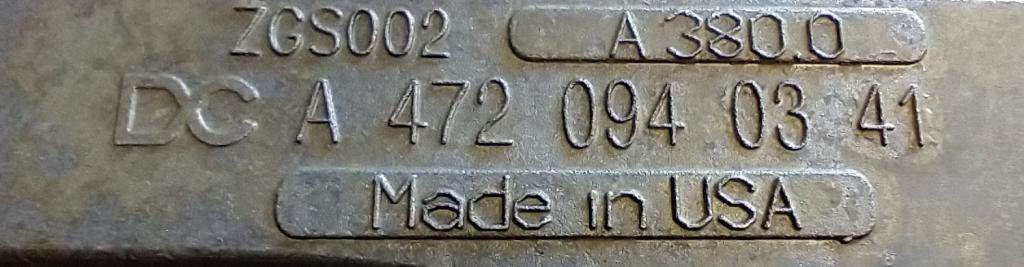 ZGS002 A 380.0
DC A 472 094 03 41
Made in USA